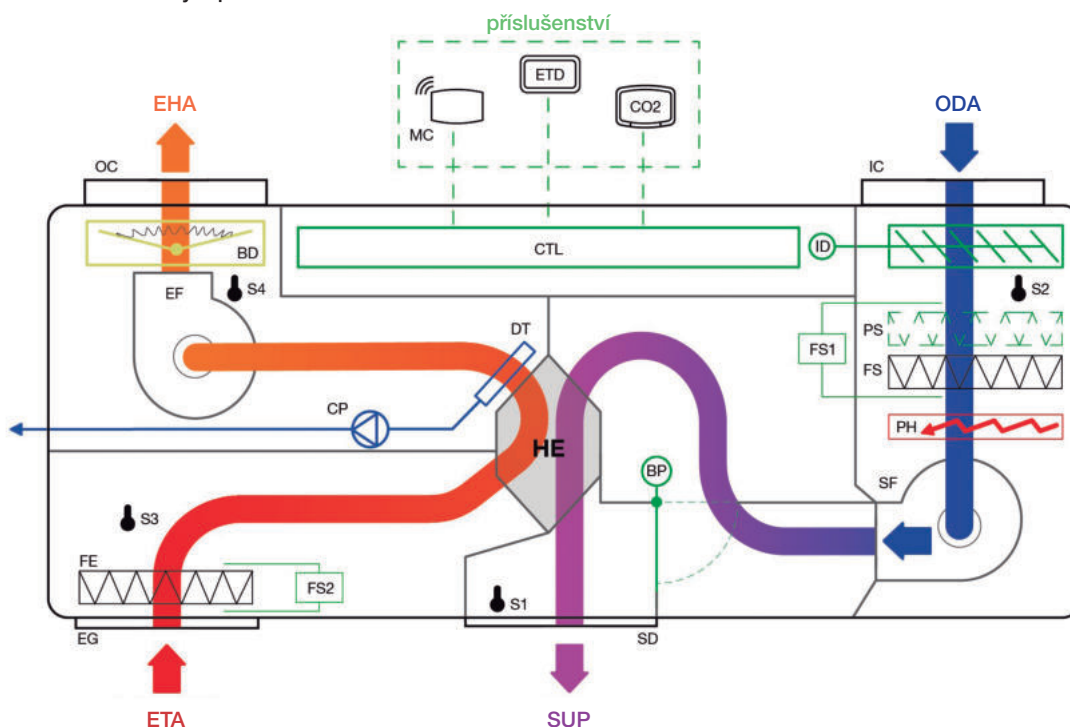 příslušenství
ETD
CO2
MC
EHA
ODA
OC
IC
BD
CTL
ID
EF
S4
S2
DT
PS
FS1
FS
CP
PH
HE
BP
SF
S3
FE
FS2
S1
EG
SD
ETA
SUP